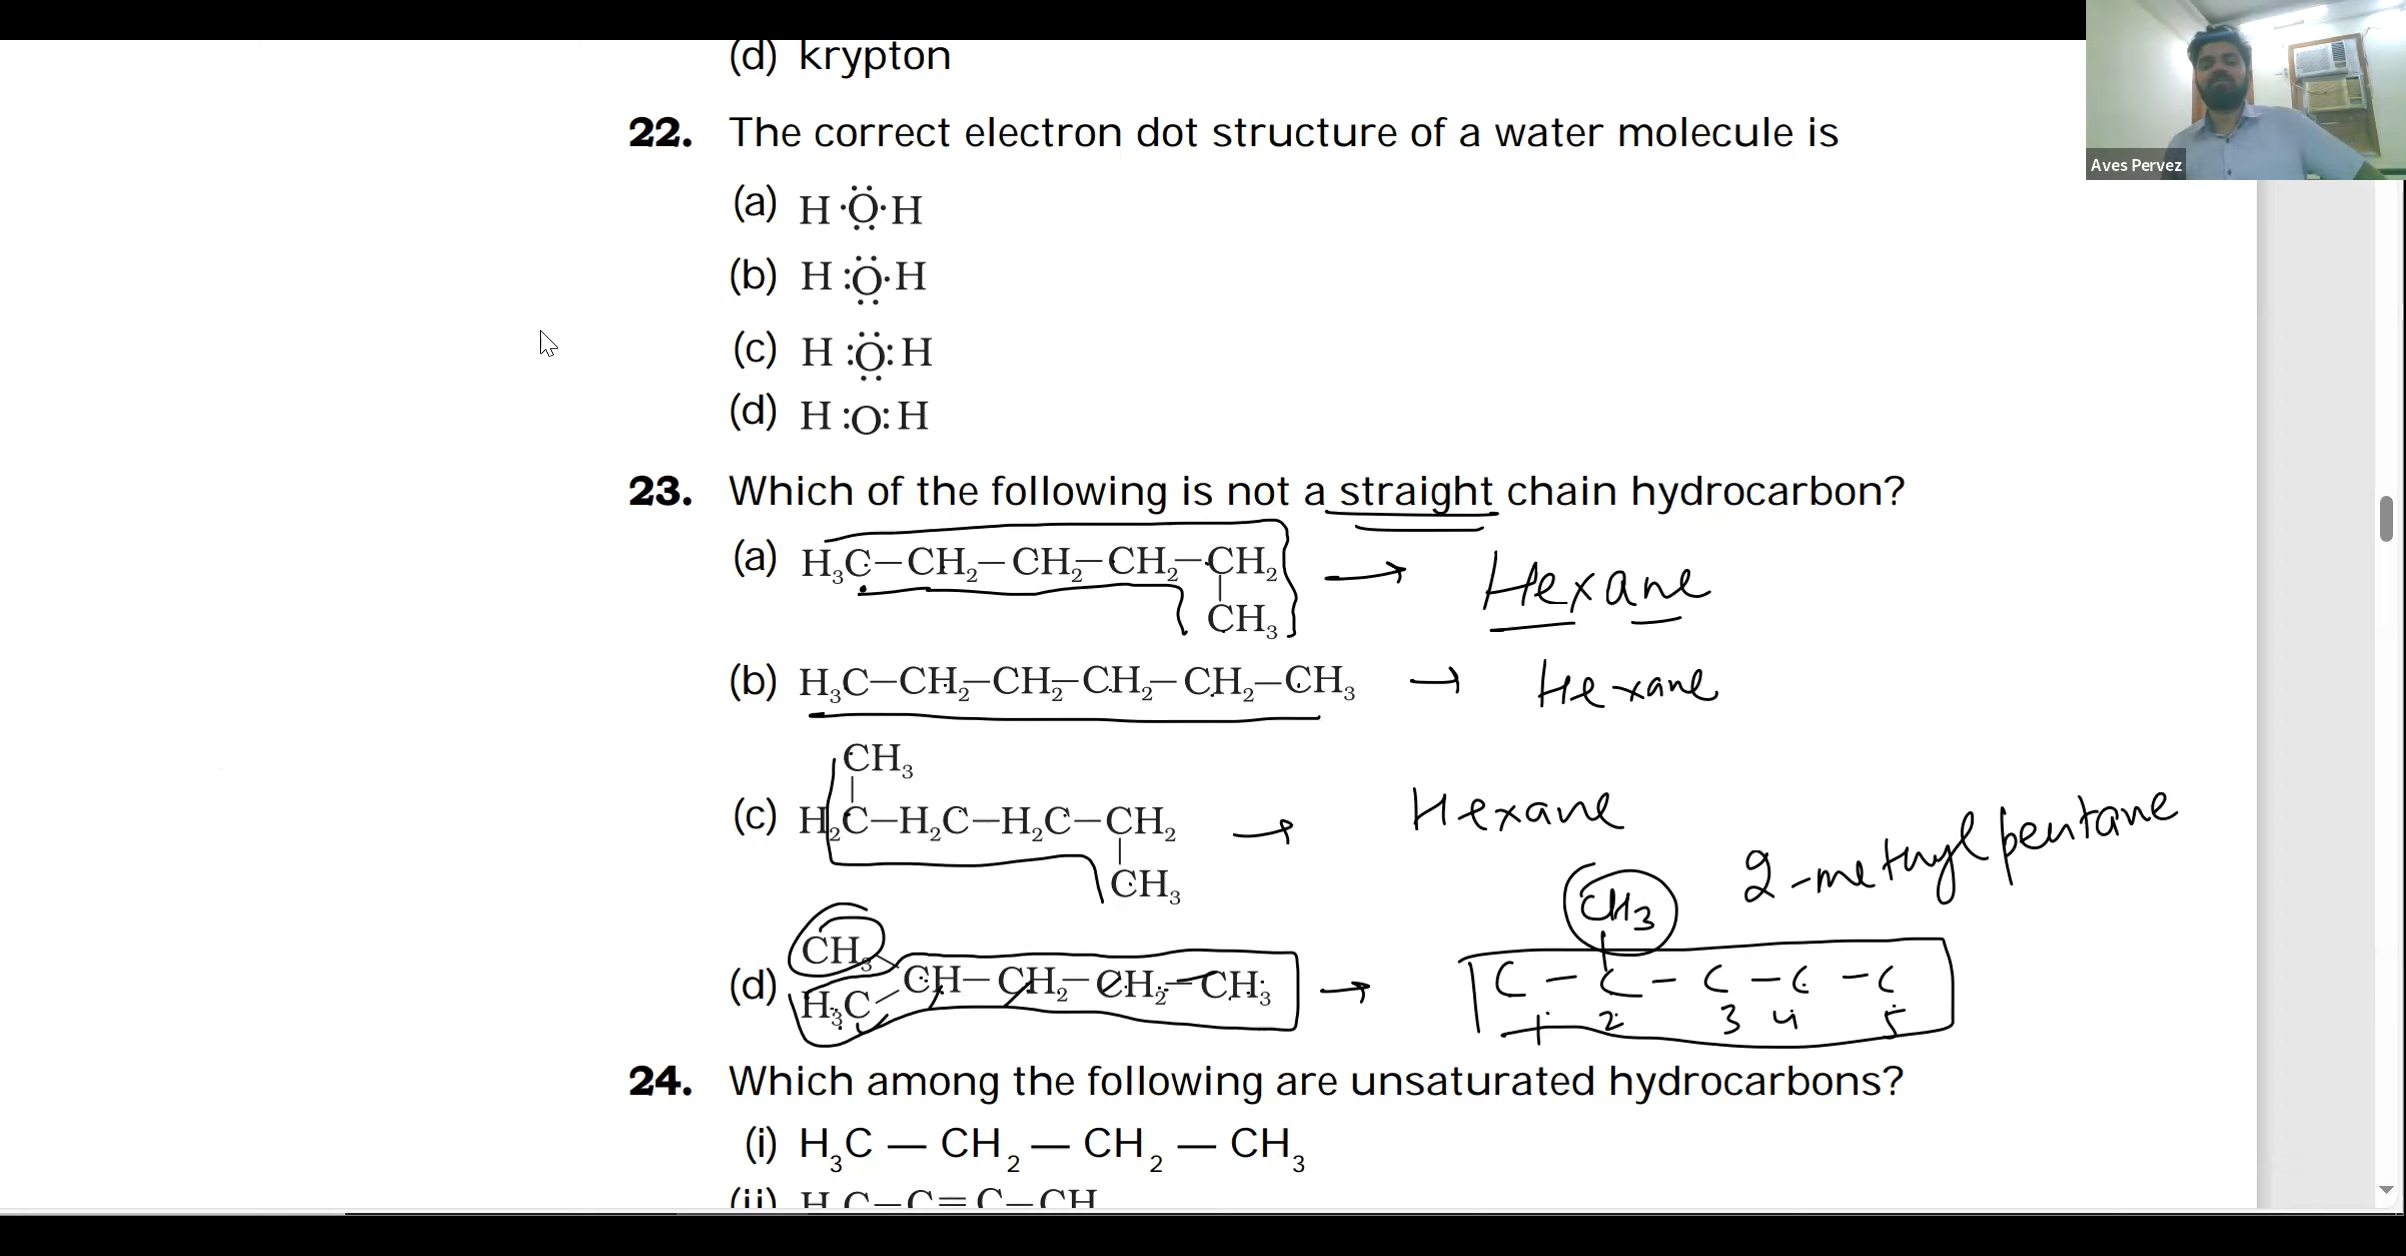 (d) krypton
22. The correct electron dot structure of a water molecule is
Aves Pervez
(a) H·Ö·H
(b) H:Ö·H
(c) H:Ö:H
(d) H:O:H
23. Which of the following is not a straight chain hydrocarbon?
(a) H₃C—CH₂—CH₂—CH₂—CH₂ → Hexane
|
CH₃
(b) H₃C—CH₂—CH₂—CH₂—CH₂—CH₃ → Hexane
CH₃
|
(c) H₂C—H₂C—H₂C—CH₂ → Hexane
|
CH₃
2-methyl pentane
CH₃
CH₃
(d) CH—CH₂—CH₂—CH₃ → C – C – C – C – C
H₃C
1 2 3 4 5
24. Which among the following are unsaturated hydrocarbons?
(i) H₃C — CH₂ — CH₂ — CH₃
(ii) H C—C=C—CH